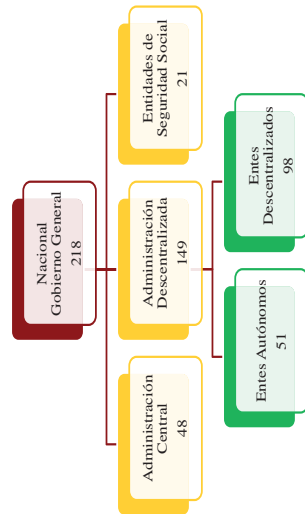 Nacional
Gobierno General
218
Administración
Central
48
Administración
Descentralizada
149
Entidades de
Seguridad Social
21
Entes Autónomos
51
Entes
Descentralizados
98